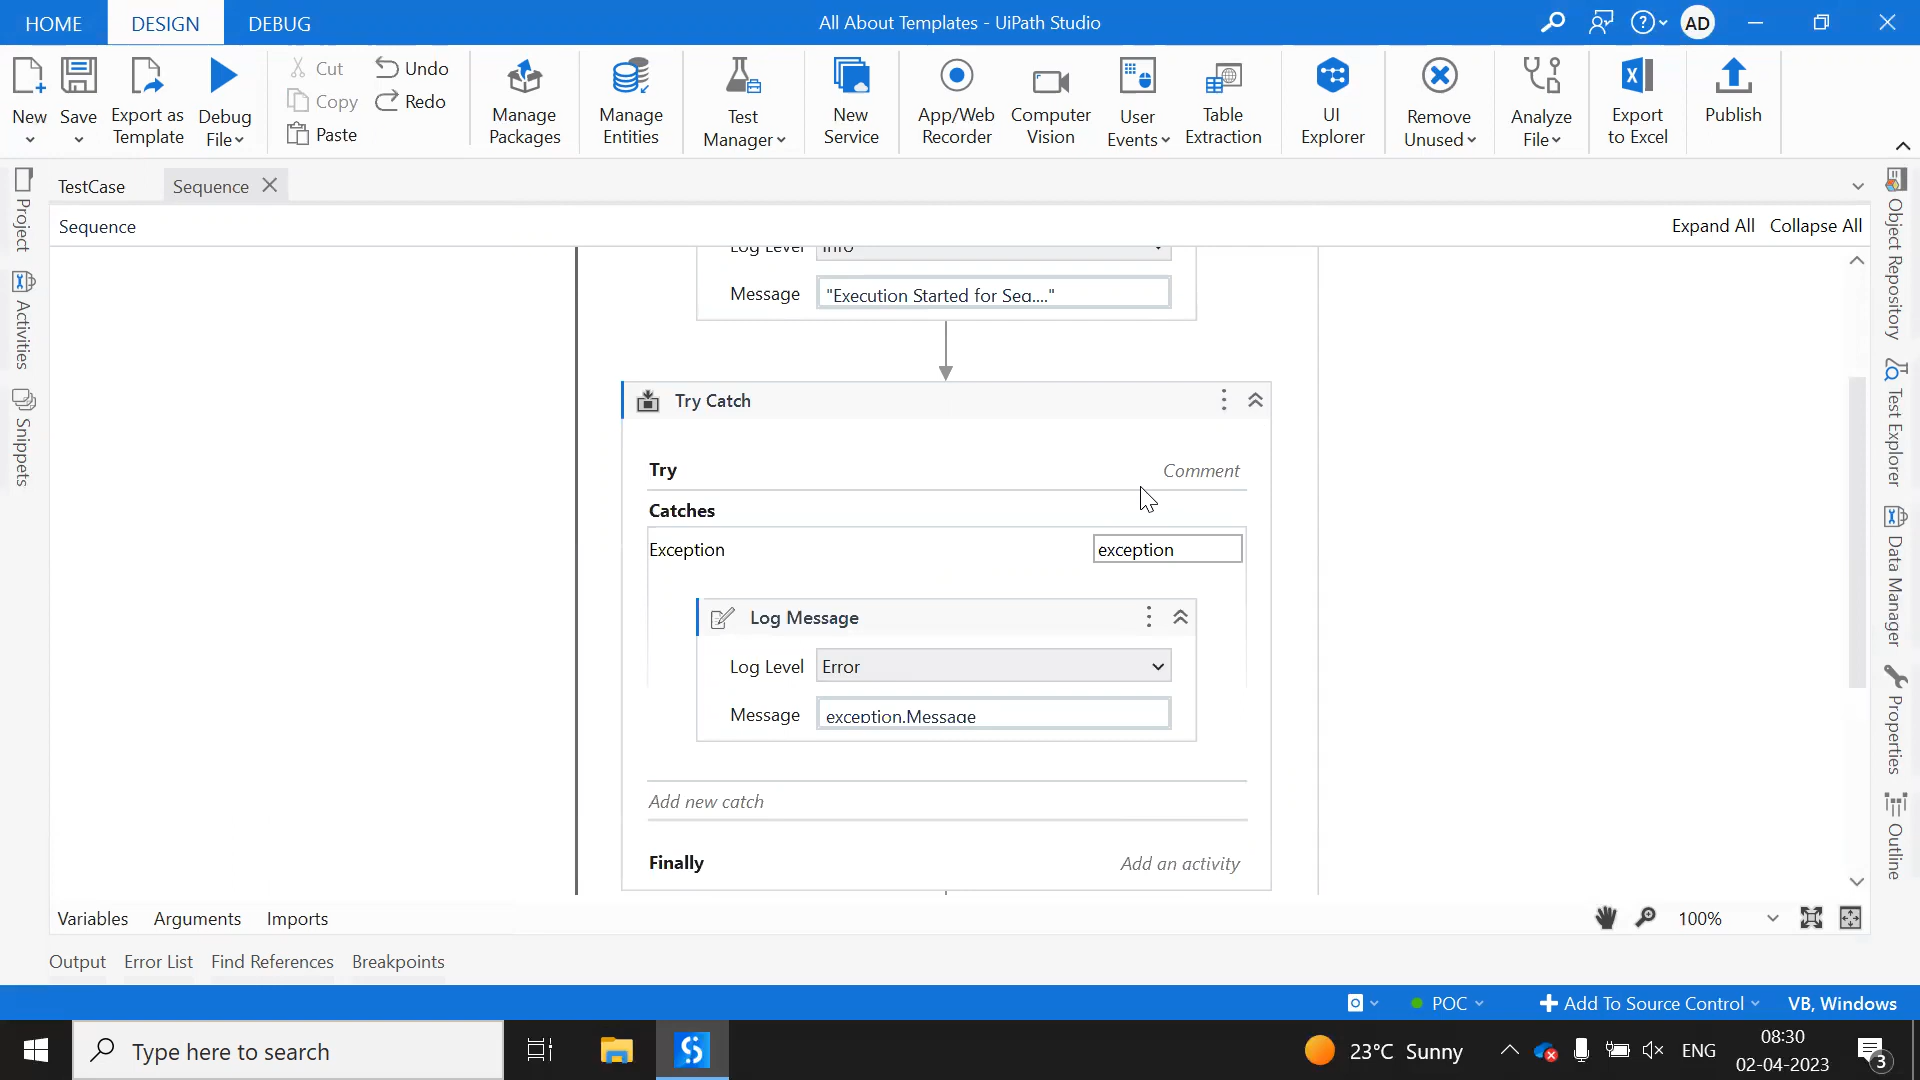 HOME
DESIGN
DEBUG
All About Templates - UiPath Studio
AD
New
Save
Export as
Template
Debug
File
Cut
Copy
Paste
Undo
Redo
Manage
Packages
Manage
Entities
Test
Manager
New
Service
App/Web
Recorder
Computer
Vision
User
Events
Table
Extraction
UI
Explorer
Remove
Unused
Analyze
File
Export
to Excel
Publish
TestCase
Sequence
Sequence
Expand All
Collapse All
Project
Activities
Snippets
Object Repository
Test Explorer
Data Manager
Properties
Outline
Log Level
Info
Message
"Execution Started for Seq...."
Try Catch
Try
Comment
Catches
Exception
exception
Log Message
Log Level
Error
Message
exception.Message
Add new catch
Finally
Add an activity
Variables
Arguments
Imports
100%
Output
Error List
Find References
Breakpoints
POC
Add To Source Control
VB, Windows
Type here to search
23°C Sunny
ENG
08:30
02-04-2023
3